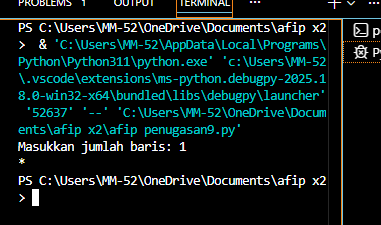 PROBLEMS 1
OUTPUT
TERMINAL
PS C:\Users\MM-52\OneDrive\Documents\afip x2
> & 'C:\Users\MM-52\AppData\Local\Programs\
Python\Python311\python.exe' 'c:\Users\MM-52
\.vscode\extensions\ms-python.debugpy-2025.1
8.0-win32-x64\bundled\libs\debugpy\launcher'
'52637' '--' 'C:\Users\MM-52\OneDrive\Docum
ents\afip x2\afip penugasan9.py'
Masukkan jumlah baris: 1
*
PS C:\Users\MM-52\OneDrive\Documents\afip x2
>